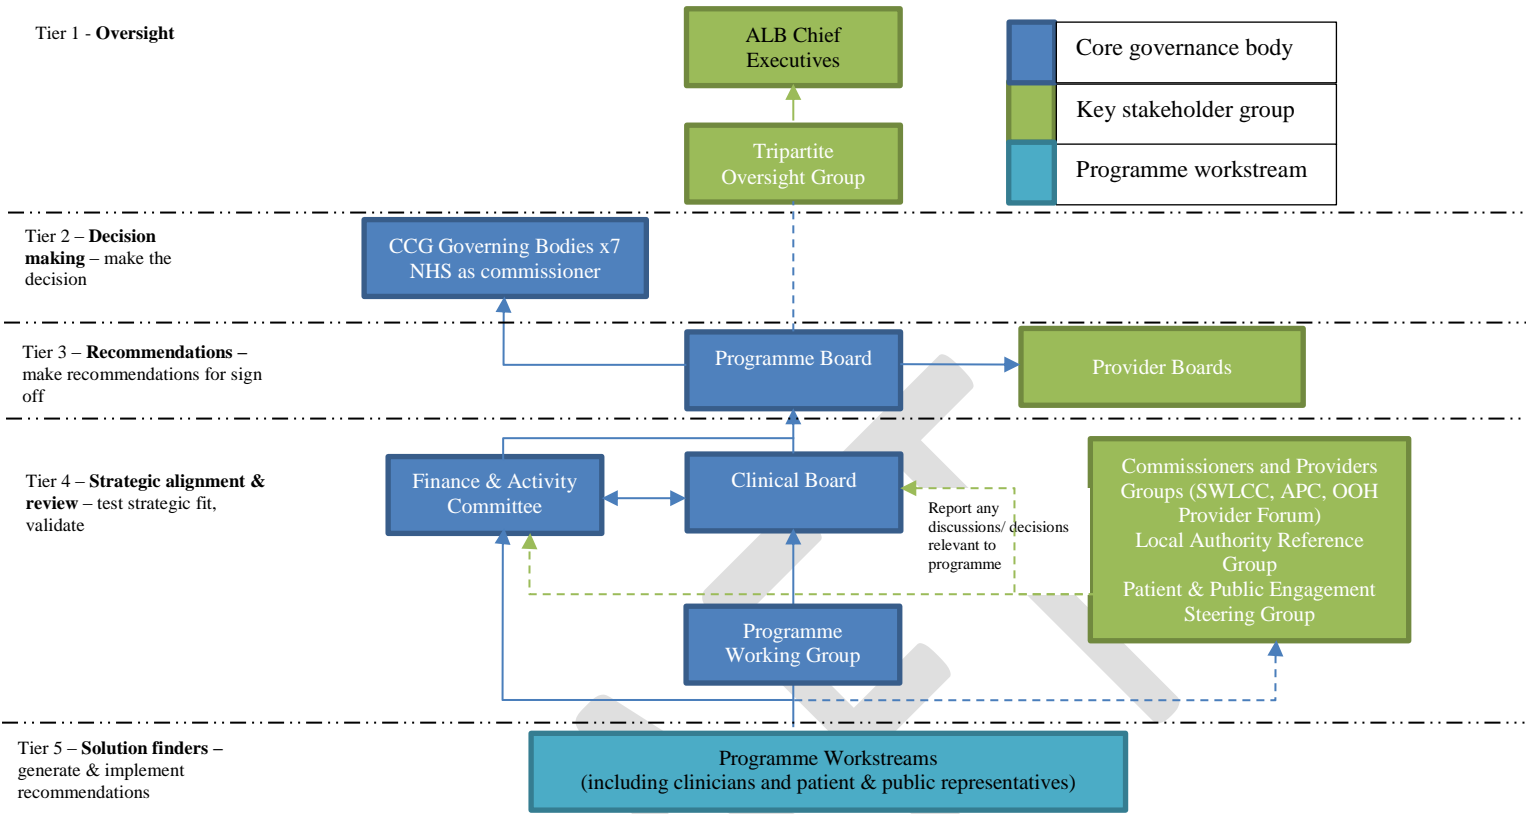 Tier 1 - Oversight
ALB Chief
Executives
Core governance body
Key stakeholder group
Programme workstream
Tripartite
Oversight Group
Tier 2 – Decision
making – make the
decision
CCG Governing Bodies x7
NHS as commissioner
Tier 3 – Recommendations –
make recommendations for sign
off
Programme Board
Provider Boards
Tier 4 – Strategic alignment &
review – test strategic fit,
validate
Finance & Activity
Committee
Clinical Board
Report any
discussions/ decisions
relevant to
programme
Commissioners and Providers
Groups (SWLCC, APC, OOH
Provider Forum)
Local Authority Reference
Group
Patient & Public Engagement
Steering Group
Programme
Working Group
Tier 5 – Solution finders –
generate & implement
recommendations
Programme Workstreams
(including clinicians and patient & public representatives)